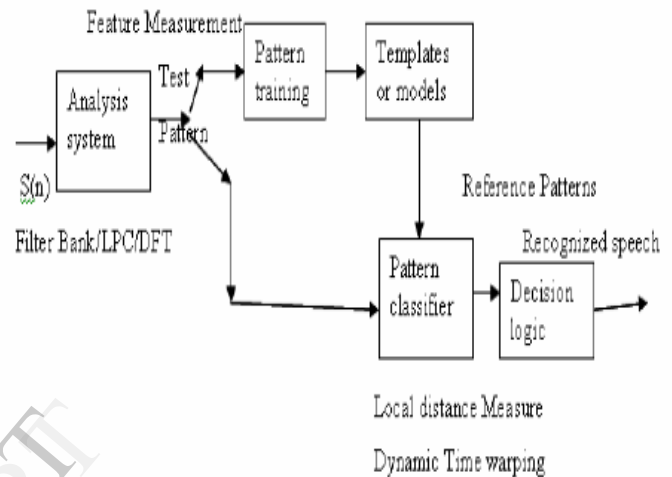 Feature Measurement
Pattern
training
Templates
or models
Test
Pattern
Analysis
system
S(n)
Filter Bank/LPC/DFT
Reference Patterns
Recognized speech
Pattern
classifier
Decision
logic
Local distance Measure
Dynamic Time warping